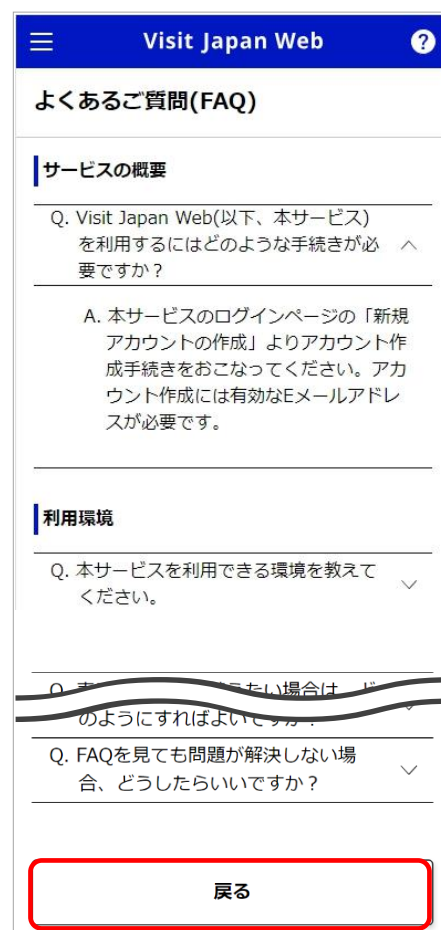 Visit Japan Web
よくあるご質問(FAQ)
サービスの概要
Q. Visit Japan Web(以下、本サービス)
を利用するにはどのような手続きが必
要ですか？
A. 本サービスのログインページの「新規
アカウントの作成」よりアカウント作
成手続きをおこなってください。アカ
ウント作成には有効なEメールアドレ
スが必要です。
利用環境
Q. 本サービスを利用できる環境を教えて
ください。
Q.
たい場合は、ど
のようにすればよいですか？
Q. FAQを見ても問題が解決しない場
合、どうしたらいいですか？
戻る